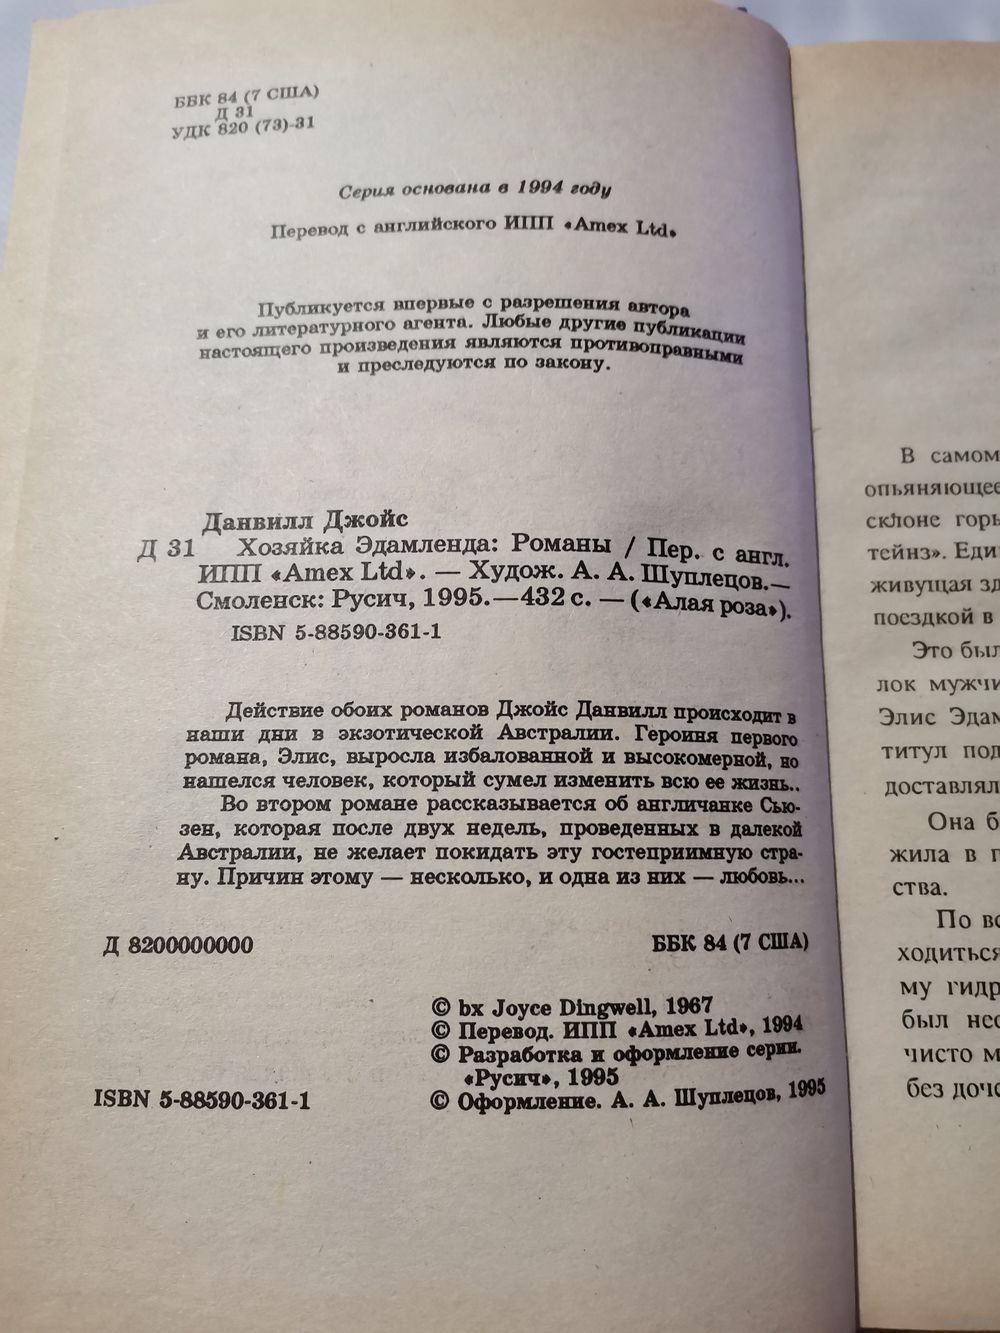 ББК 84 (7 США)
Д 31
УДК 820 (73)-31
Серия основана в 1994 году
Перевод с английского ИПП «Amex Ltd»
Публикуется впервые с разрешения автора
и его литературного агента. Любые другие публикации
настоящего произведения являются противоправными
и преследуются по закону.
Данвилл Джойс
Д 31 Хозяйка Эдамленда: Романы / Пер. с англ.
ИПП «Amex Ltd». — Худож. А. А. Шуплецов.—
Смоленск: Русич, 1995.—432 с. — («Алая роза»).
ISBN 5-88590-361-1
Действие обоих романов Джойс Данвилл происходит в
наши дни в экзотической Австралии. Героиня первого
романа, Элис, выросла избалованной и высокомерной, но
нашелся человек, который сумел изменить всю ее жизнь..
Во втором романе рассказывается об англичанке Сью-
зен, которая после двух недель, проведенных в далекой
Австралии, не желает покидать эту гостеприимную стра-
ну. Причин этому — несколько, и одна из них — любовь...
Д 8200000000
ББК 84 (7 США)
© bx Joyce Dingwell, 1967
© Перевод. ИПП «Amex Ltd», 1994
© Разработка и оформление серии.
«Русич», 1995
ISBN 5-88590-361-1
© Оформление. А. А. Шуплецов, 1995
В самом
опьяняющее
склоне горы
тейнз». Еди
живущая зд
поездкой в
Это был
лок мужчи
Элис Эдам
титул под
доставлял
Она б
жила в г
ства.
По вс
ходиться
му гидр
был нес
чисто м
без доче